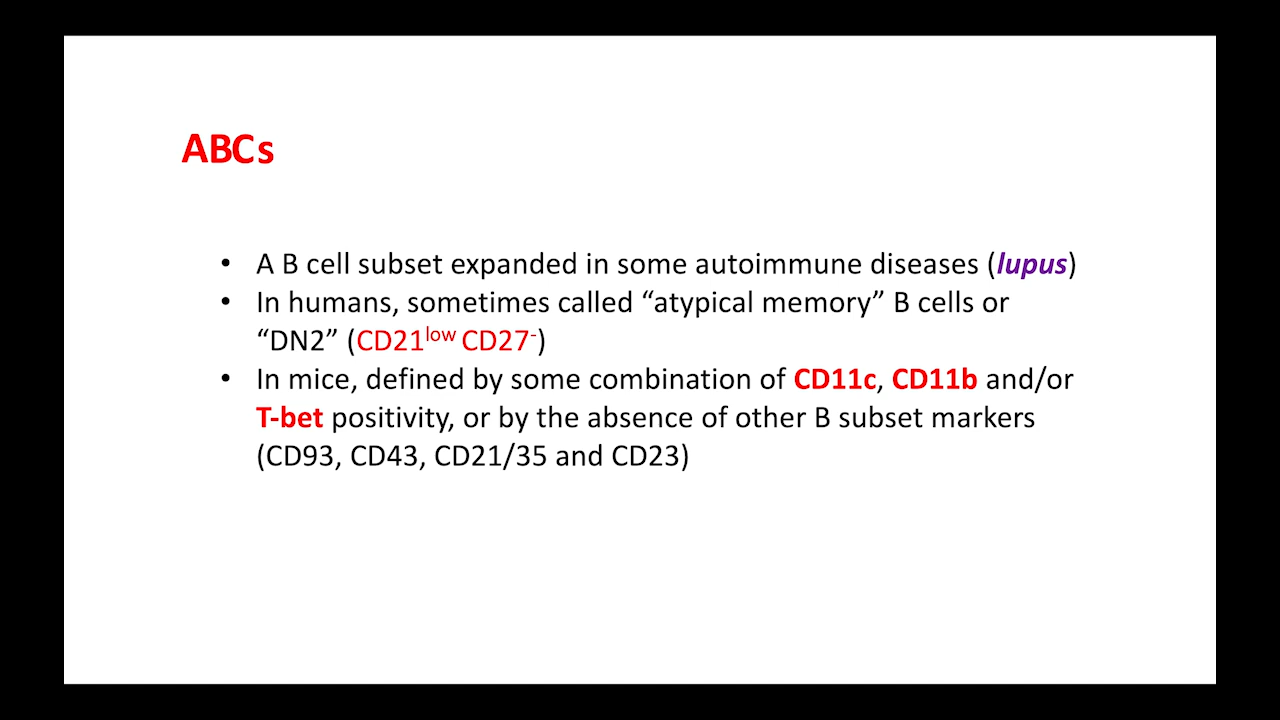 ABCs
• A B cell subset expanded in some autoimmune diseases (lupus)
• In humans, sometimes called “atypical memory” B cells or
“DN2” (CD21low CD27-)
• In mice, defined by some combination of CD11c, CD11b and/or
T-bet positivity, or by the absence of other B subset markers
(CD93, CD43, CD21/35 and CD23)